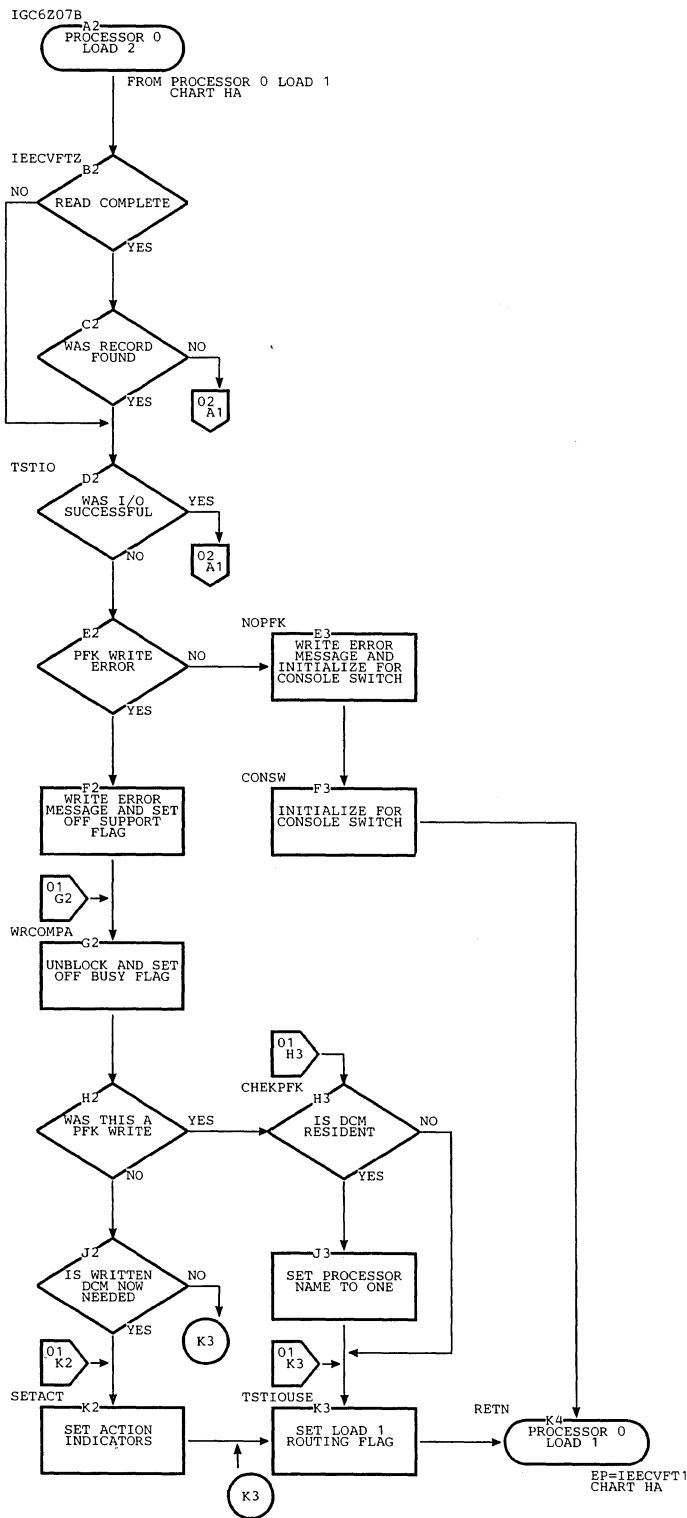 IGC6Z07B
A2
PROCESSOR 0
LOAD 2
FROM PROCESSOR 0 LOAD 1
CHART HA
IEECVFTZ
B2
NO
READ COMPLETE
YES
C2
WAS RECORD
FOUND
NO
02
A1
YES
TSTIO
D2
WAS I/O
SUCCESSFUL
YES
02
A1
NO
E2
PFK WRITE
ERROR
NO
YES
NOPFK
E3
WRITE ERROR
MESSAGE AND
INITIALIZE FOR
CONSOLE SWITCH
F2
WRITE ERROR
MESSAGE AND SET
OFF SUPPORT
FLAG
CONSW
F3
INITIALIZE FOR
CONSOLE SWITCH
01
G2
WRCOMPA
G2
UNBLOCK AND SET
OFF BUSY FLAG
01
H3
H2
WAS THIS A
PFK WRITE
YES
NO
CHEKPFK
H3
IS DCM
RESIDENT
NO
YES
J2
IS WRITTEN
DCM NOW
NEEDED
NO
K3
YES
J3
SET PROCESSOR
NAME TO ONE
01
K2
01
K3
SETACT
K2
SET ACTION
INDICATORS
K3
TSTIOUSE
K3
SET LOAD 1
ROUTING FLAG
RETN
K4
PROCESSOR 0
LOAD 1
EP=IEECVFT1
CHART HA